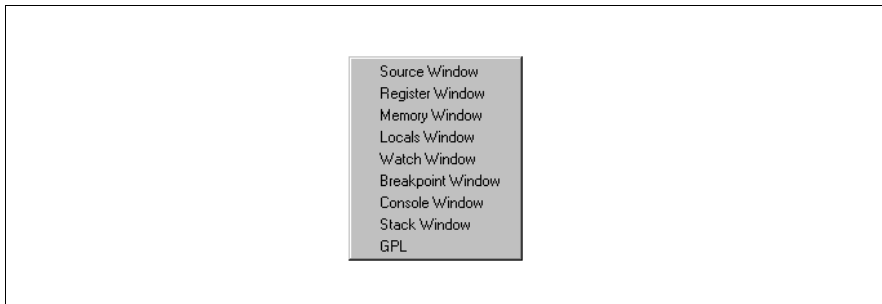 Source Window
Register Window
Memory Window
Locals Window
Watch Window
Breakpoint Window
Console Window
Stack Window
GPL